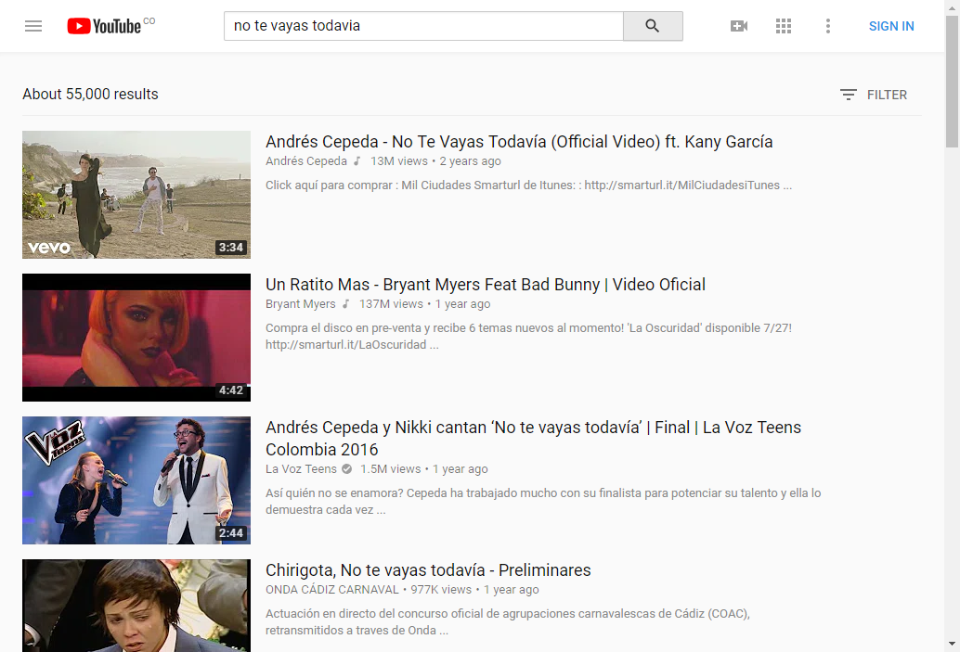 YouTube CO
no te vayas todavia
SIGN IN
About 55,000 results
FILTER
vevo
3:34
Andrés Cepeda - No Te Vayas Todavía (Official Video) ft. Kany García
Andrés Cepeda 13M views • 2 years ago
Click aquí para comprar : Mil Ciudades Smarturl de Itunes: : http://smarturl.it/MilCiudadesiTunes ...
4:42
Un Ratito Mas - Bryant Myers Feat Bad Bunny | Video Oficial
Bryant Myers 137M views • 1 year ago
Compra el disco en pre-venta y recibe 6 temas nuevos al momento! 'La Oscuridad' disponible 7/27!
http://smarturl.it/LaOscuridad ...
La Voz
Teens
2:44
Andrés Cepeda y Nikki cantan ‘No te vayas todavía’ | Final | La Voz Teens
Colombia 2016
La Voz Teens 1.5M views • 1 year ago
Así quién no se enamora? Cepeda ha trabajado mucho con su finalista para potenciar su talento y ella lo
demuestra cada vez ...
Chirigota, No te vayas todavía - Preliminares
ONDA CÁDIZ CARNAVAL • 977K views • 1 year ago
Actuación en directo del concurso oficial de agrupaciones carnavalescas de Cádiz (COAC),
retransmitidos a traves de Onda ...